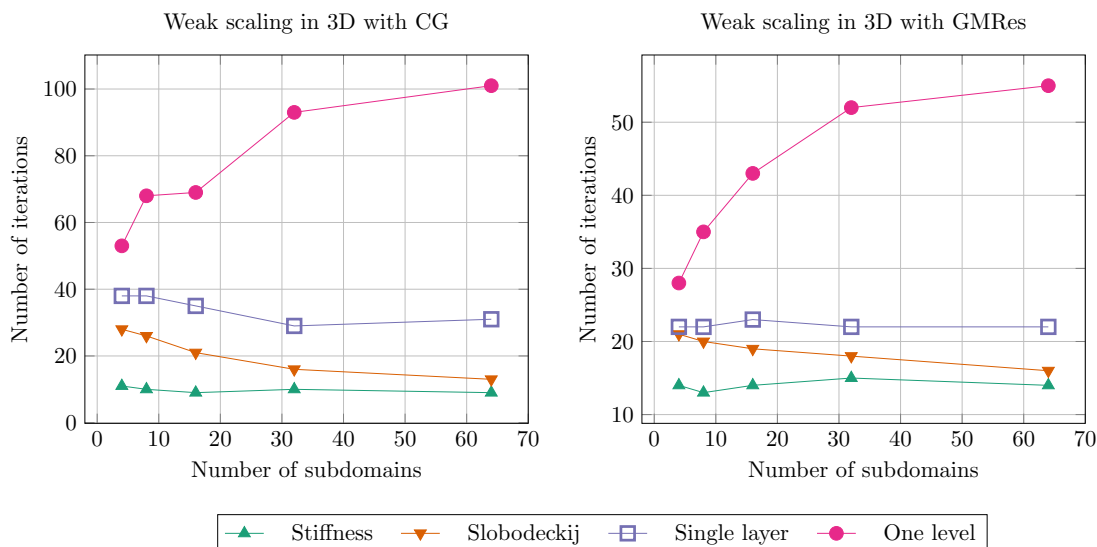 Weak scaling in 3D with CG
Number of iterations
100
80
60
40
20
0
0 10 20 30 40 50 60 70
Number of subdomains
Weak scaling in 3D with GMRes
Number of iterations
50
40
30
20
10
0 10 20 30 40 50 60 70
Number of subdomains
Stiffness Slobodeckij Single layer One level